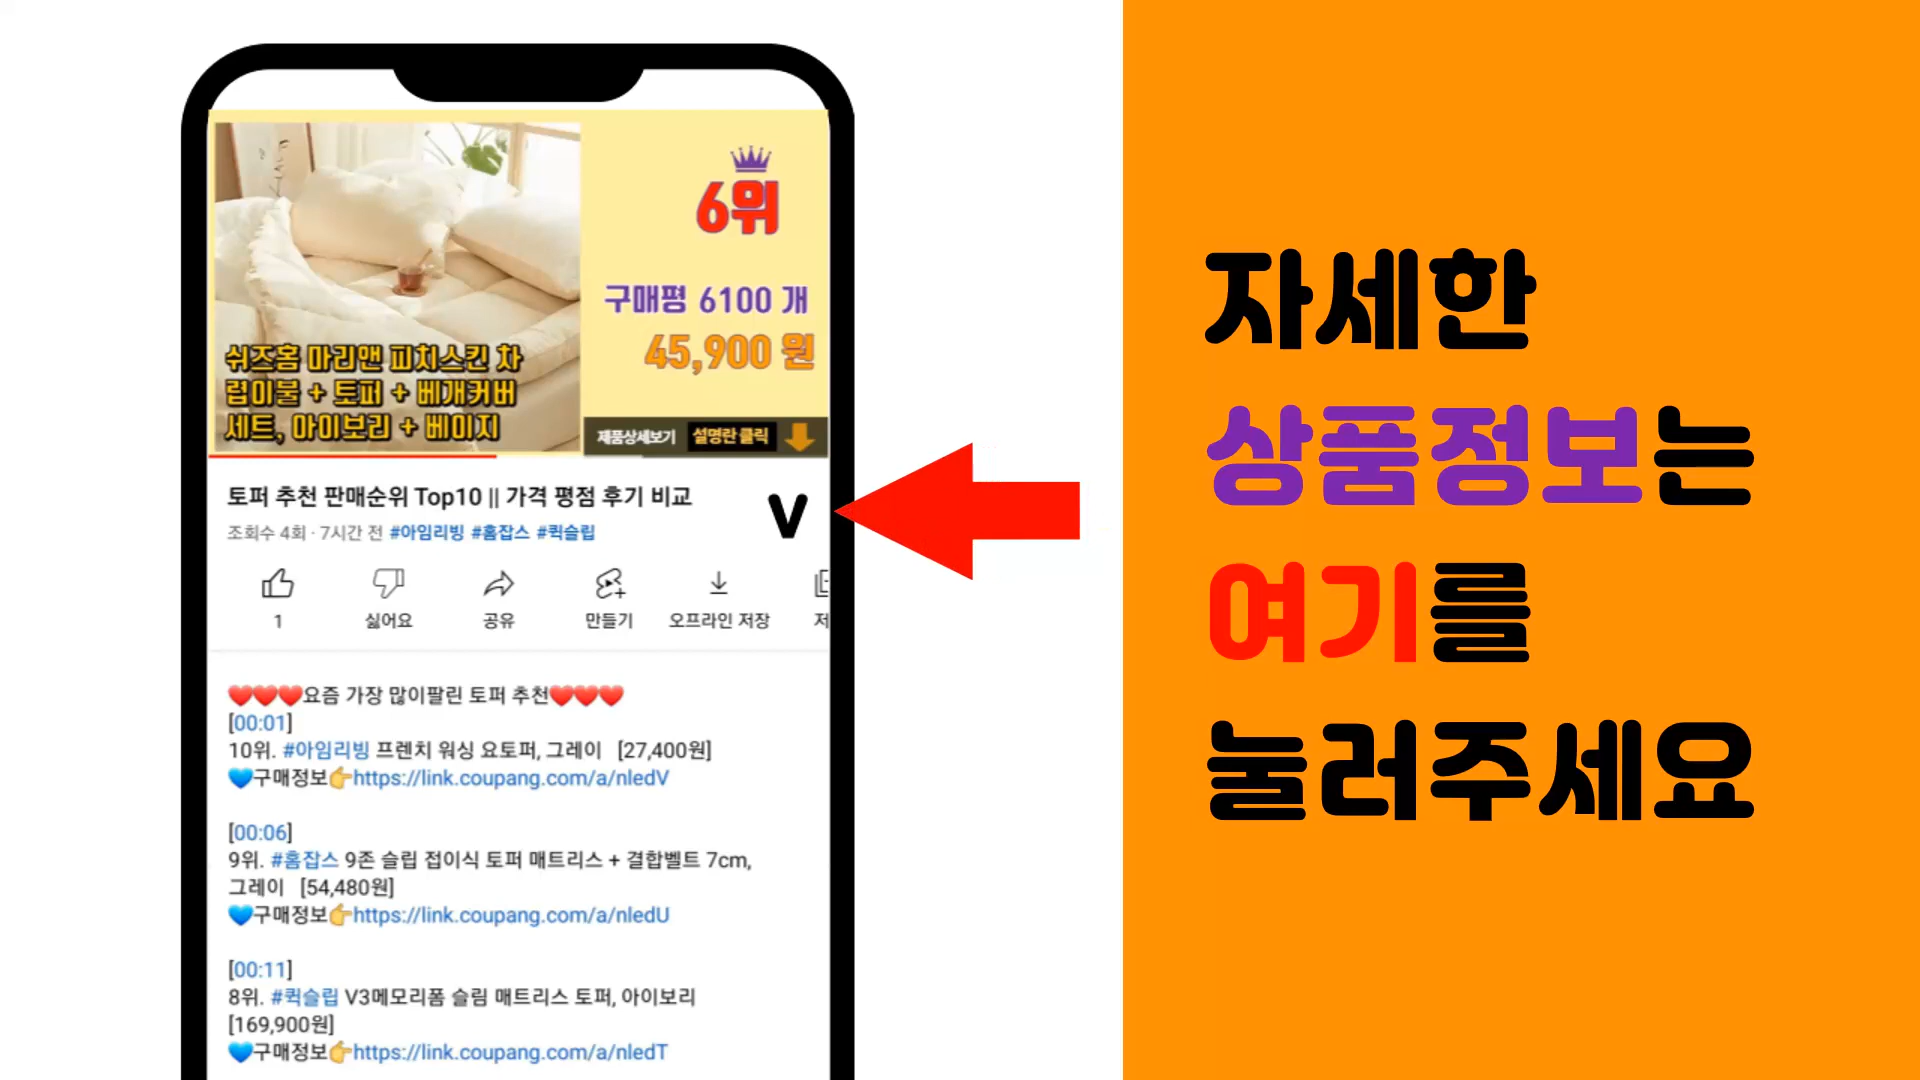 6위
구매평 6100 개
45,900 원
쉬즈홈 마리앤 피치스킨 차
렵이불 + 토퍼 + 베개커버
세트, 아이보리 + 베이지
제품상세보기 설명란 클릭
토퍼 추천 판매순위 Top10 || 가격 평점 후기 비교
V
조회수 4회 · 7시간 전 #아임리빙 #홈잡스 #퀵슬립
1 싫어요 공유 만들기 오프라인 저장 저
❤️❤️❤️요즘 가장 많이팔린 토퍼 추천❤️❤️❤️
[00:01]
10위. #아임리빙 프렌치 워싱 요토퍼, 그레이 [27,400원]
💙구매정보👉https://link.coupang.com/a/nledV
[00:06]
9위. #홈잡스 9존 슬립 접이식 토퍼 매트리스 + 결합벨트 7cm,
그레이 [54,480원]
💙구매정보👉https://link.coupang.com/a/nledU
[00:11]
8위. #퀵슬립 V3메모리폼 슬림 매트리스 토퍼, 아이보리
[169,900원]
💙구매정보👉https://link.coupang.com/a/nledT
자세한
상품정보는
여기를
눌러주세요